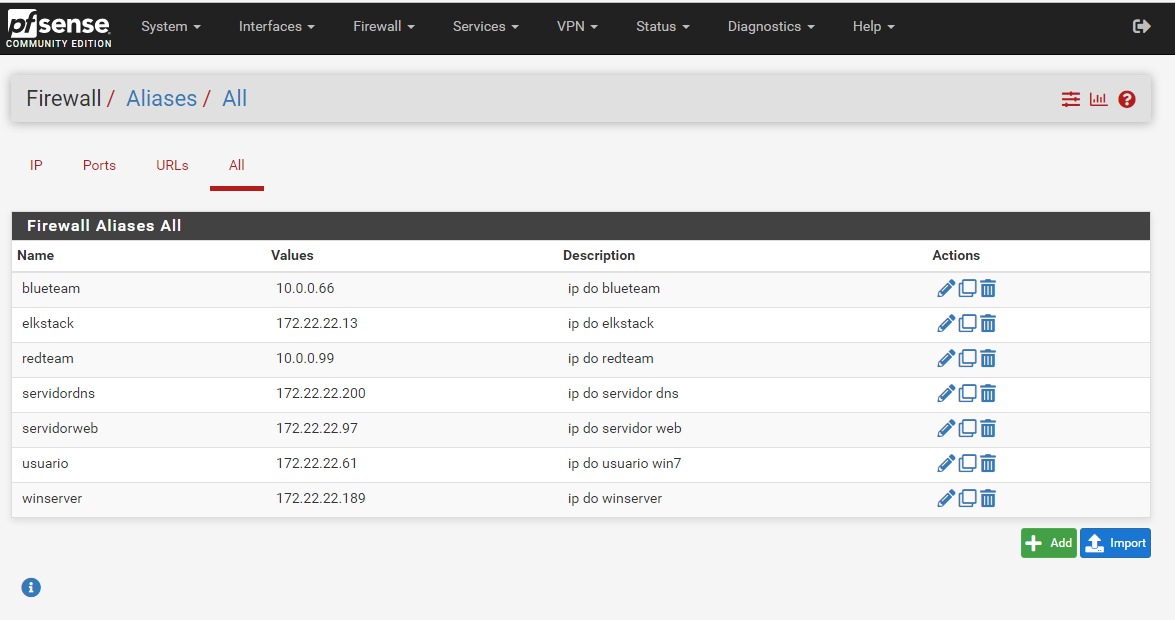 pfsense
COMMUNITY EDITION
System Interfaces Firewall Services VPN Status Diagnostics Help
Firewall / Aliases / All
IP Ports URLs All
Firewall Aliases All
Name Values Description Actions
blueteam 10.0.0.66 ip do blueteam
elkstack 172.22.22.13 ip do elkstack
redteam 10.0.0.99 ip do redteam
servidordns 172.22.22.200 ip do servidor dns
servidorweb 172.22.22.97 ip do servidor web
usuario 172.22.22.61 ip do usuario win7
winserver 172.22.22.189 ip do winserver
Add Import